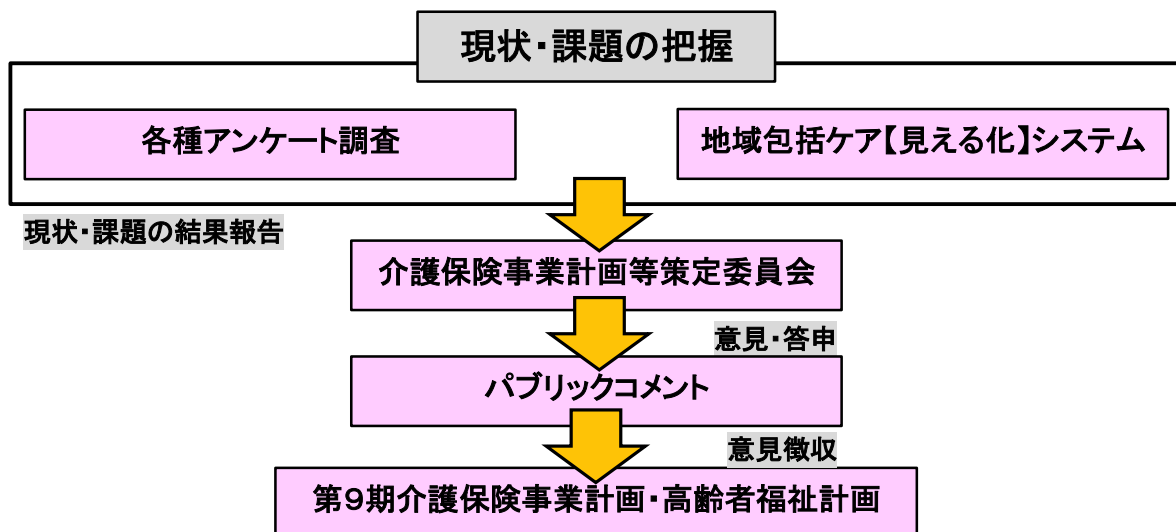 現状・課題の把握
各種アンケート調査
地域包括ケア【見える化】システム
現状・課題の結果報告
介護保険事業計画等策定委員会
意見・答申
パブリックコメント
意見徴収
第９期介護保険事業計画・高齢者福祉計画